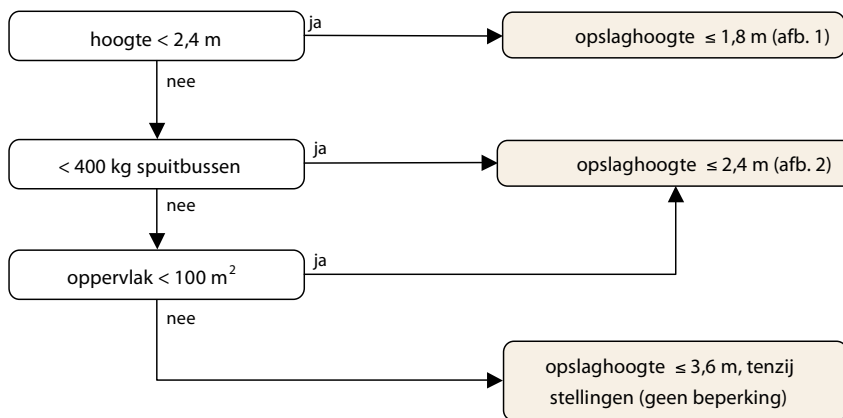 hoogte < 2,4 m
ja
opslaghoogte ≤ 1,8 m (afb. 1)
nee
< 400 kg spuitbussen
ja
opslaghoogte ≤ 2,4 m (afb. 2)
nee
oppervlak < 100 m²
ja
nee
opslaghoogte ≤ 3,6 m, tenzij
stellingen (geen beperking)